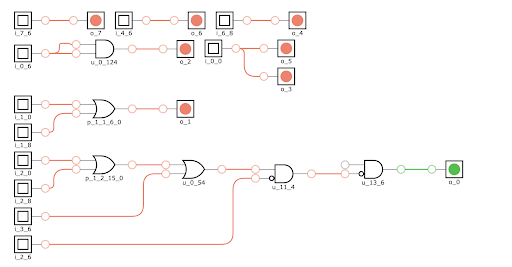 i_7_6 o_7 i_4_6 o_6 i_6_8 o_4
i_0_6 u_0_124 o_2 i_0_0 o_5
o_3
i_1_0 p_1_1_6_0 o_1
i_1_8
i_2_0 p_1_2_15_0 u_0_54 u_11_4 u_13_6 o_0
i_2_8
i_3_6
i_2_6